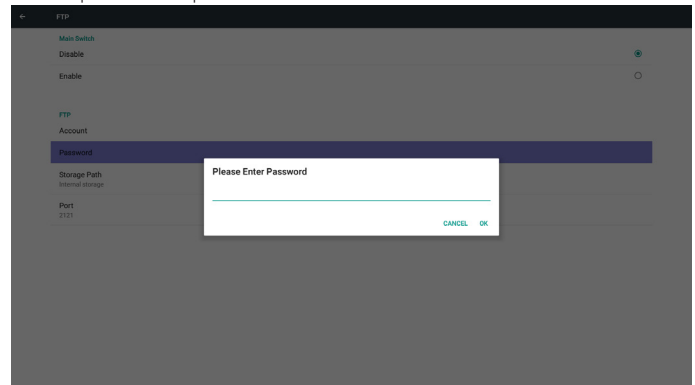 FTP
Main Switch
Disable
Enable
FTP
Account
Password
Storage Path
Internal storage
Port
2121
Please Enter Password
CANCEL OK